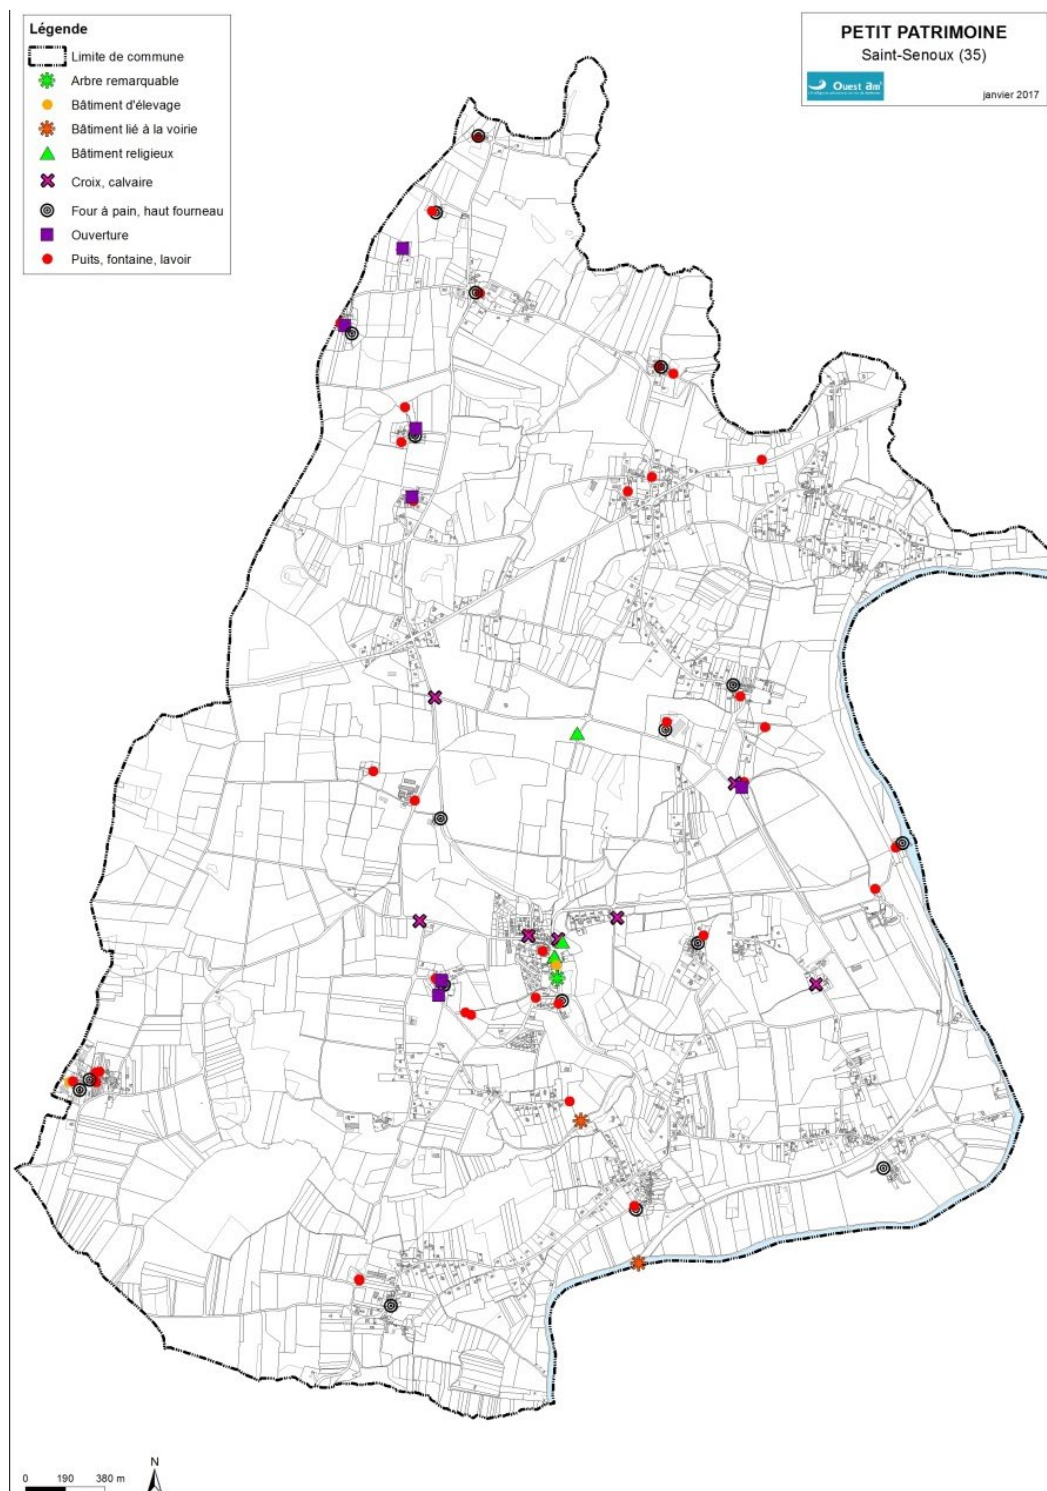 Légende
Limite de commune
Arbre remarquable
Bâtiment d'élevage
Bâtiment lié à la voirie
Bâtiment religieux
Croix, calvaire
Four à pain, haut fourneau
Ouverture
Puits, fontaine, lavoir
PETIT PATRIMOINE
Saint-Senoux (35)
Ouest am'
janvier 2017
N
0 190 380 m